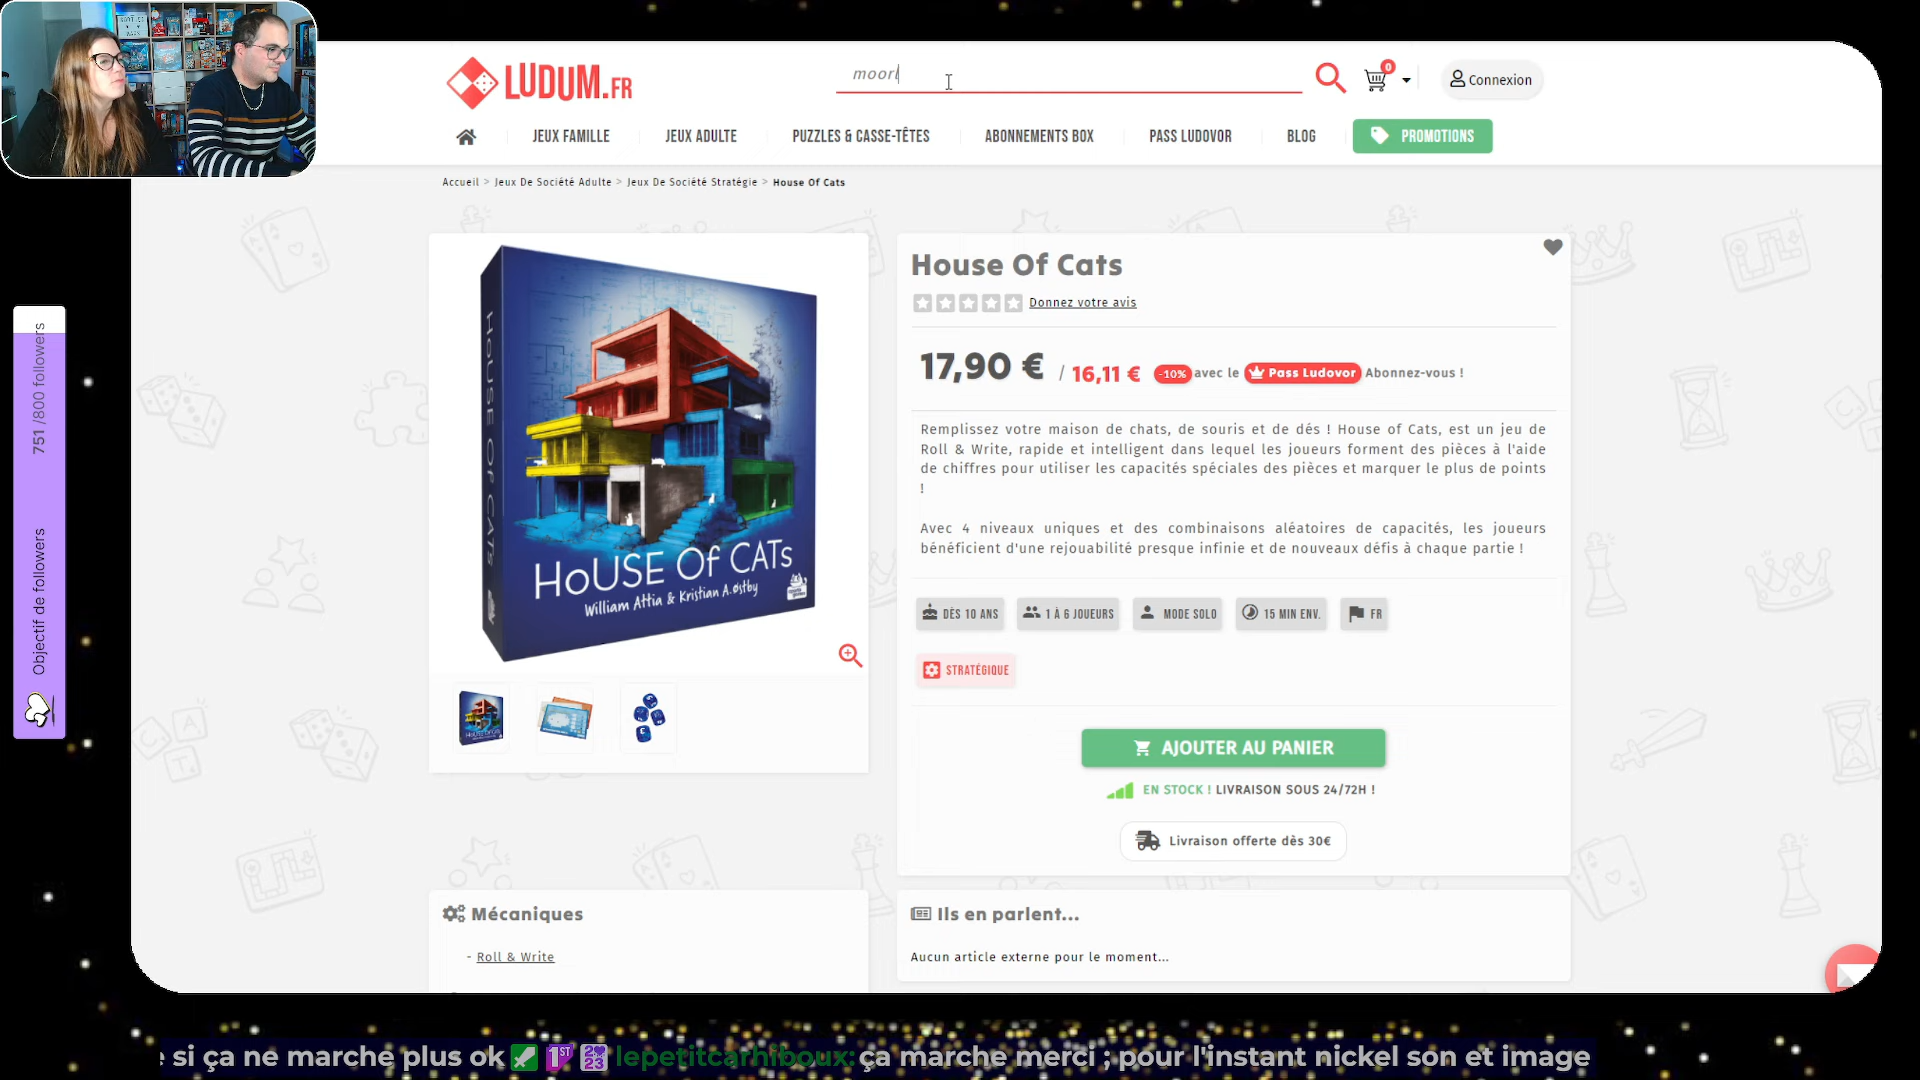 LUDUM.FR
moorl
0
Connexion
JEUX FAMILLE
JEUX ADULTE
PUZZLES & CASSE-TÊTES
ABONNEMENTS BOX
PASS LUDOVOR
BLOG
PROMOTIONS
Accueil > Jeux De Société Adulte > Jeux De Société Stratégie > House Of Cats
HOUSE OF CATS
HOUSE OF CATS
William Attia & Kristian A. Østby
House Of Cats
Donnez votre avis
17,90 € / 16,11 € -10% avec le Pass Ludovor Abonnez-vous !
Remplissez votre maison de chats, de souris et de dés ! House of Cats, est un jeu de
Roll & Write, rapide et intelligent dans lequel les joueurs forment des pièces à l'aide
de chiffres pour utiliser les capacités spéciales des pièces et marquer le plus de points
!
Avec 4 niveaux uniques et des combinaisons aléatoires de capacités, les joueurs
bénéficient d'une rejouabilité presque infinie et de nouveaux défis à chaque partie !
DÈS 10 ANS
1 À 6 JOUEURS
MODE SOLO
15 MIN ENV.
FR
STRATÉGIQUE
AJOUTER AU PANIER
EN STOCK ! LIVRAISON SOUS 24/72H !
Livraison offerte dès 30€
Mécaniques
- Roll & Write
Ils en parlent...
Aucun article externe pour le moment...
Objectif de followers
751 /800 followers
si ça ne marche plus ok 1ST 23 lepetitcarhiboux: ça marche merci ; pour l'instant nickel son et image